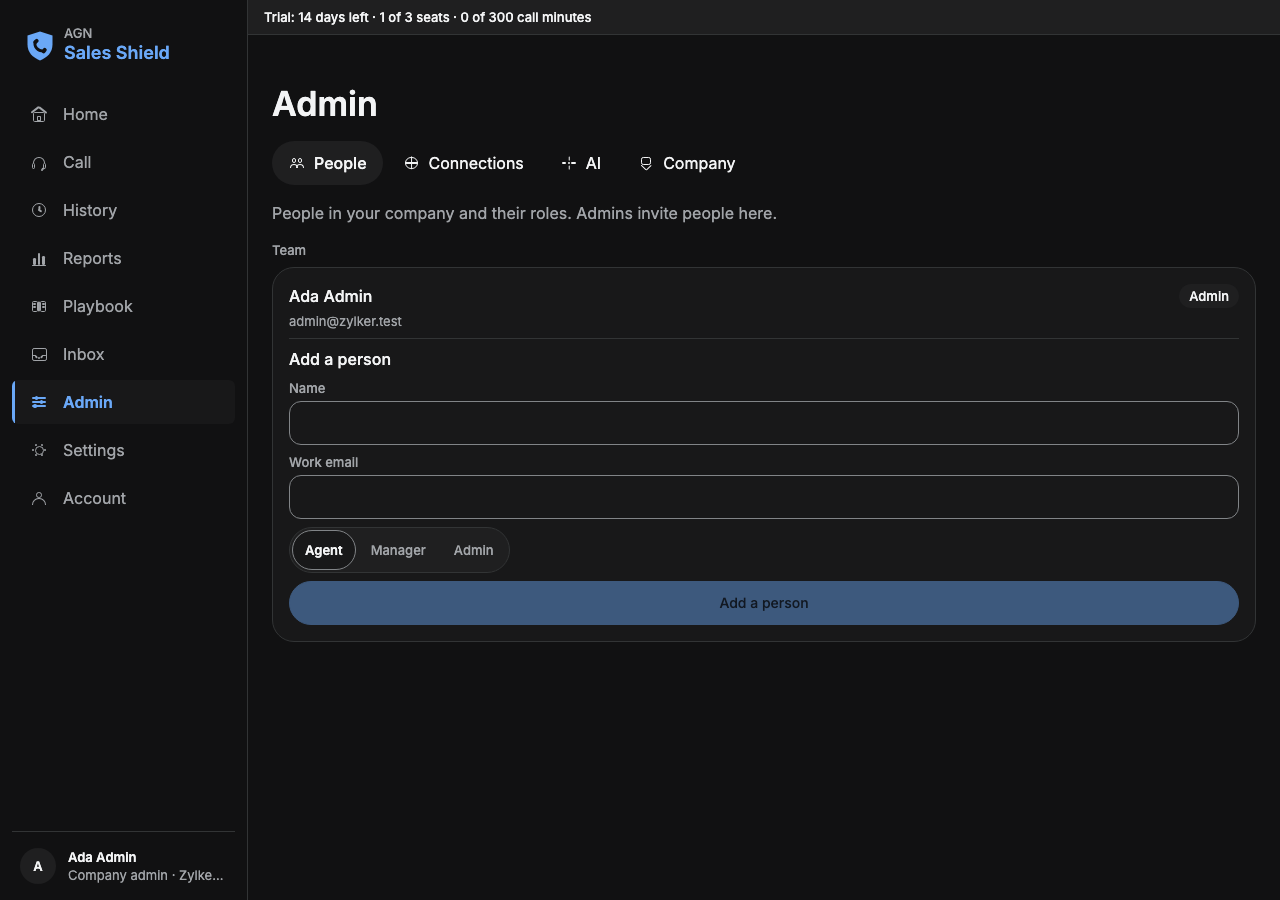 Trial: 14 days left · 1 of 3 seats · 0 of 300 call minutes
AGN
Sales Shield
Home
Call
History
Reports
Playbook
Inbox
Admin
Settings
Account
Ada Admin
Company admin · Zylke...
A
Admin
People
Connections
AI
Company
People in your company and their roles. Admins invite people here.
Team
Ada Admin
Admin
admin@zylker.test
Add a person
Name
Work email
Agent
Manager
Admin
Add a person